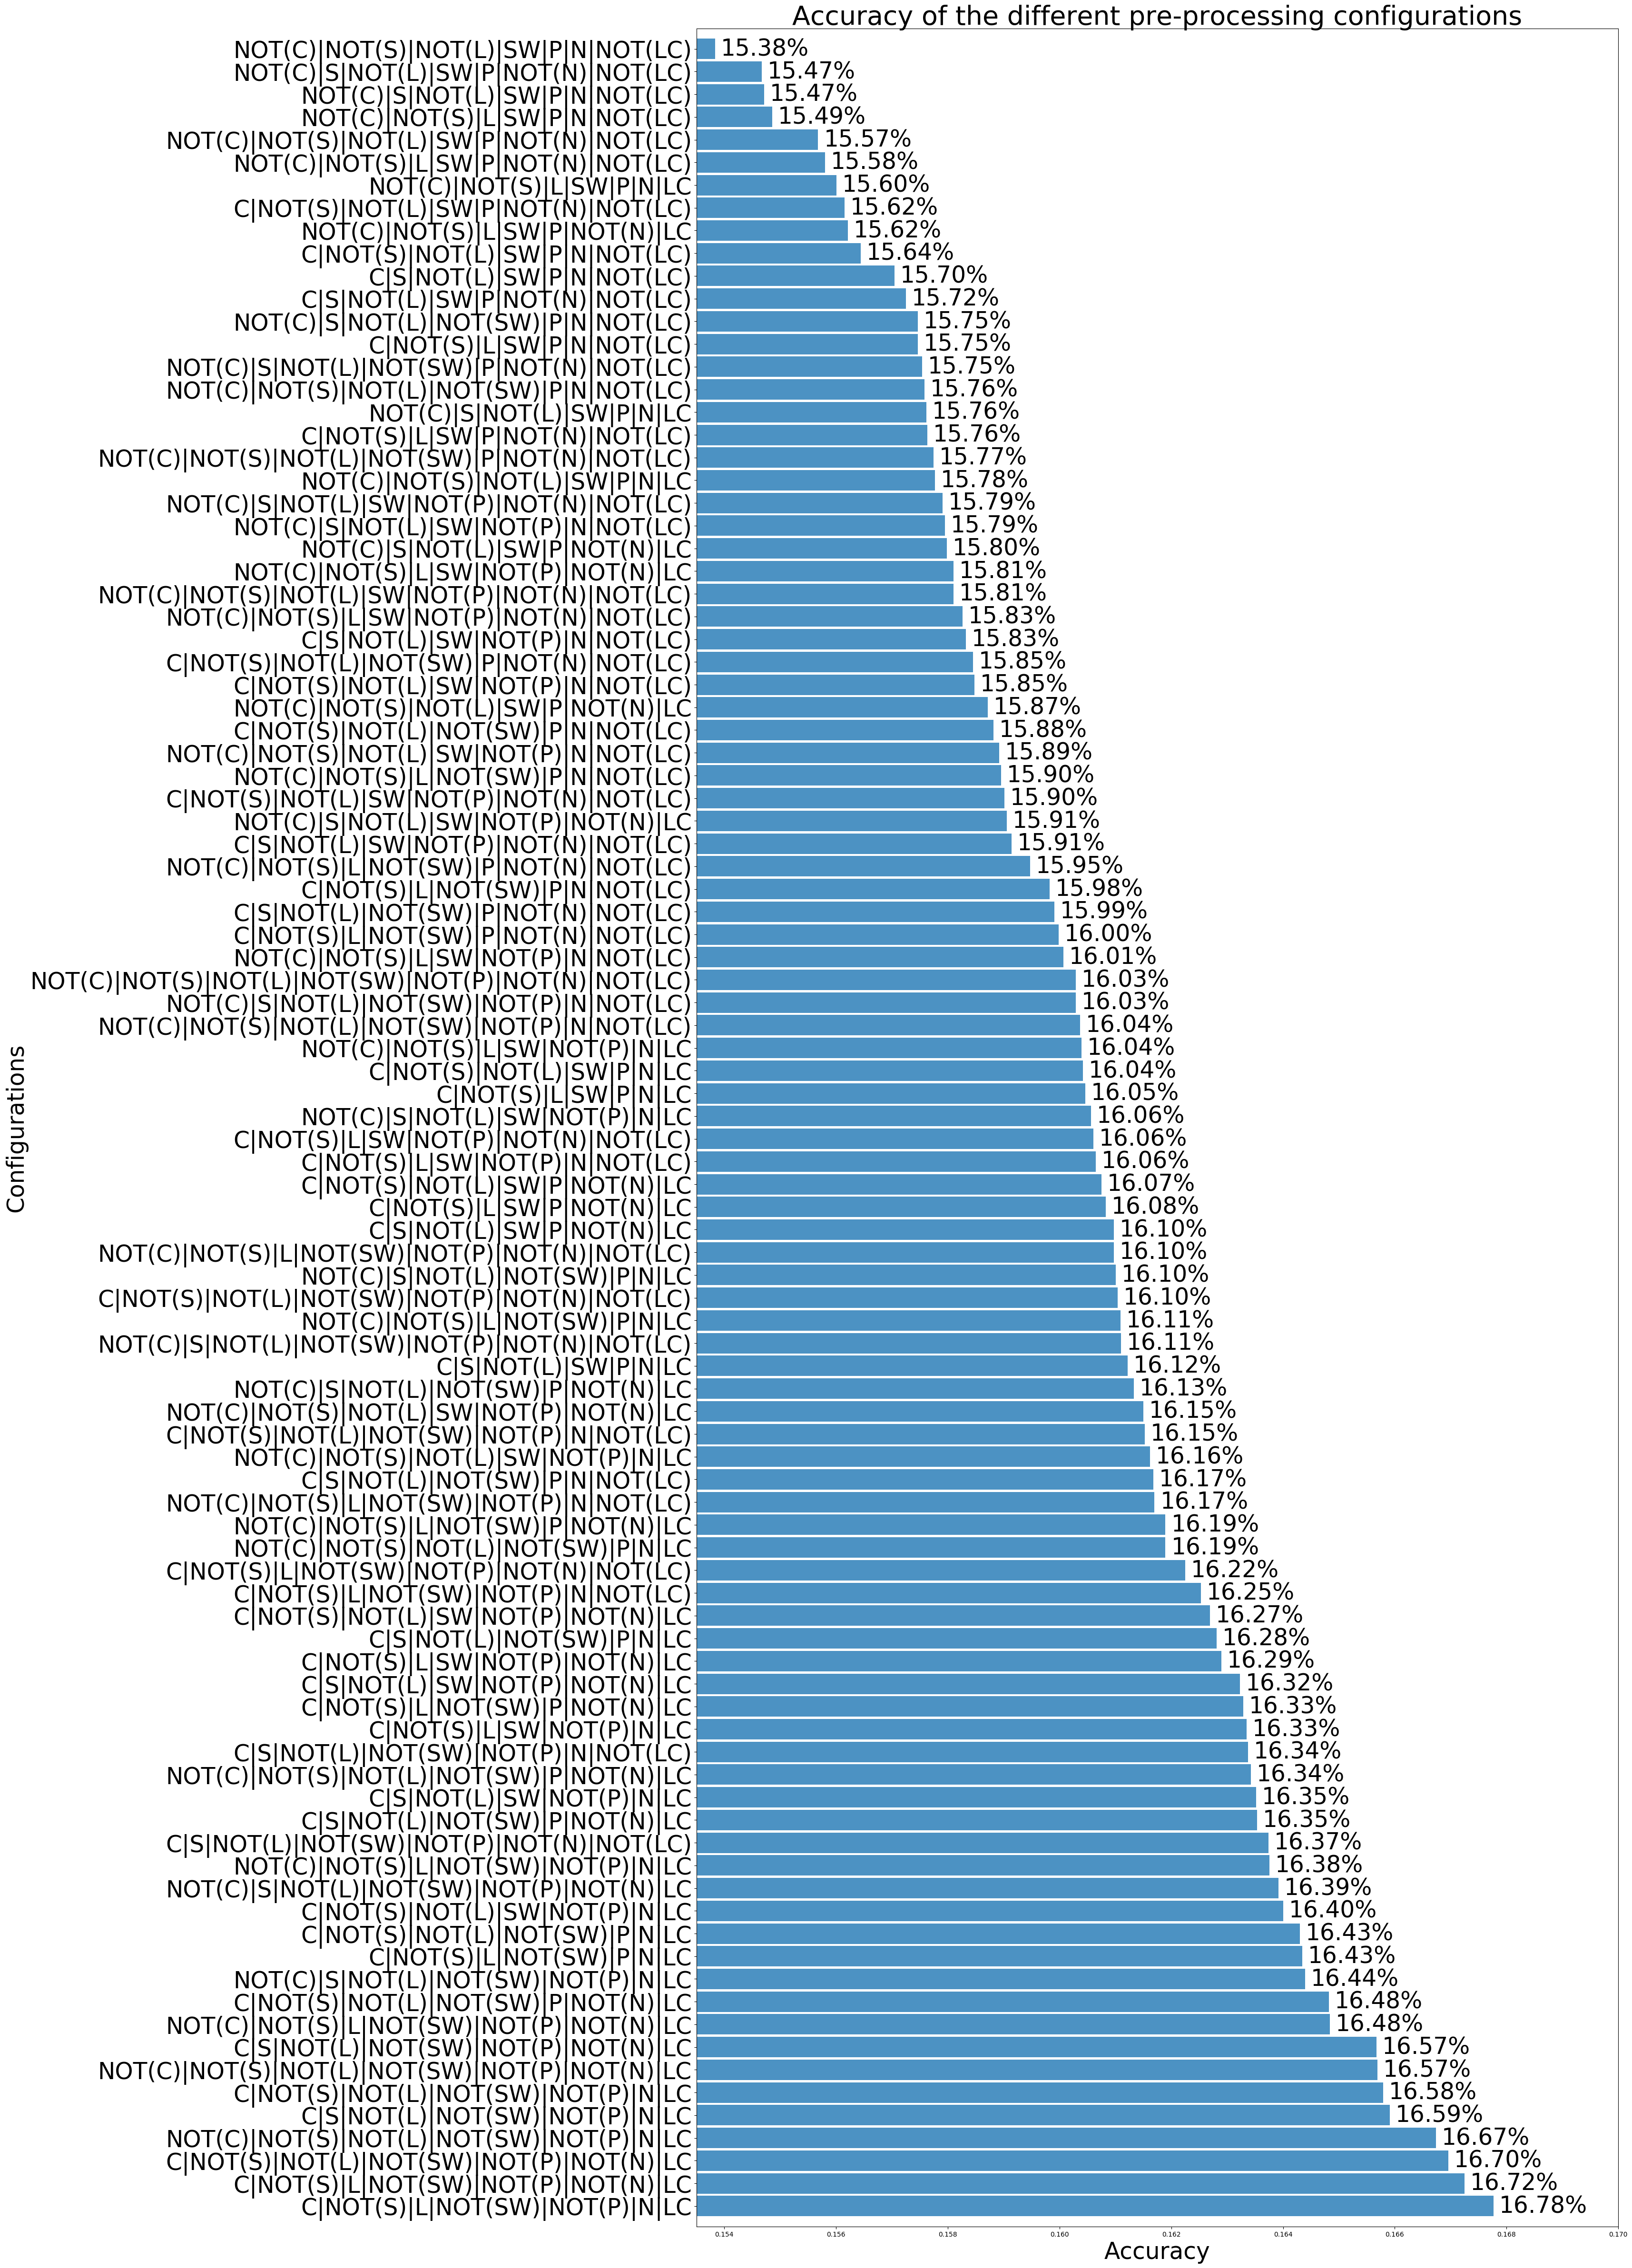 Accuracy of the different pre-processing configurations
NOT(C)|NOT(S)|NOT(L)|SW|P|N|NOT(LC) 15.38%
NOT(C)|S|NOT(L)|SW|P|NOT(N)|NOT(LC) 15.47%
NOT(C)|S|NOT(L)|SW|P|N|NOT(LC) 15.47%
NOT(C)|NOT(S)|L|SW|P|N|NOT(LC) 15.49%
NOT(C)|NOT(S)|NOT(L)|SW|P|NOT(N)|NOT(LC) 15.57%
NOT(C)|NOT(S)|L|SW|P|NOT(N)|NOT(LC) 15.58%
NOT(C)|NOT(S)|L|SW|P|N|LC 15.60%
C|NOT(S)|NOT(L)|SW|P|NOT(N)|NOT(LC) 15.62%
NOT(C)|NOT(S)|L|SW|P|NOT(N)|LC 15.62%
C|NOT(S)|NOT(L)|SW|P|N|NOT(LC) 15.64%
C|S|NOT(L)|SW|P|N|NOT(LC) 15.70%
C|S|NOT(L)|SW|P|NOT(N)|NOT(LC) 15.72%
NOT(C)|S|NOT(L)|NOT(SW)|P|N|NOT(LC) 15.75%
C|NOT(S)|L|SW|P|N|NOT(LC) 15.75%
NOT(C)|S|NOT(L)|NOT(SW)|P|NOT(N)|NOT(LC) 15.75%
NOT(C)|NOT(S)|NOT(L)|NOT(SW)|P|N|NOT(LC) 15.76%
NOT(C)|S|NOT(L)|SW|P|N|LC 15.76%
C|NOT(S)|L|SW|P|NOT(N)|NOT(LC) 15.76%
NOT(C)|NOT(S)|NOT(L)|NOT(SW)|P|NOT(N)|NOT(LC) 15.77%
NOT(C)|NOT(S)|NOT(L)|SW|P|N|LC 15.78%
NOT(C)|S|NOT(L)|SW|NOT(P)|NOT(N)|NOT(LC) 15.79%
NOT(C)|S|NOT(L)|SW|NOT(P)|N|NOT(LC) 15.79%
NOT(C)|S|NOT(L)|SW|P|NOT(N)|LC 15.80%
NOT(C)|NOT(S)|L|SW|NOT(P)|NOT(N)|LC 15.81%
NOT(C)|NOT(S)|NOT(L)|SW|NOT(P)|NOT(N)|NOT(LC) 15.81%
NOT(C)|NOT(S)|L|SW|NOT(P)|NOT(N)|NOT(LC) 15.83%
C|S|NOT(L)|SW|NOT(P)|N|NOT(LC) 15.83%
C|NOT(S)|NOT(L)|NOT(SW)|P|NOT(N)|NOT(LC) 15.85%
C|NOT(S)|NOT(L)|SW|NOT(P)|N|NOT(LC) 15.85%
NOT(C)|NOT(S)|NOT(L)|SW|P|NOT(N)|LC 15.87%
C|NOT(S)|NOT(L)|NOT(SW)|P|N|NOT(LC) 15.88%
NOT(C)|NOT(S)|NOT(L)|SW|NOT(P)|N|NOT(LC) 15.89%
NOT(C)|NOT(S)|L|NOT(SW)|P|N|NOT(LC) 15.90%
C|NOT(S)|NOT(L)|SW|NOT(P)|NOT(N)|NOT(LC) 15.90%
NOT(C)|S|NOT(L)|SW|NOT(P)|NOT(N)|LC 15.91%
C|S|NOT(L)|SW|NOT(P)|NOT(N)|NOT(LC) 15.91%
NOT(C)|NOT(S)|L|NOT(SW)|P|NOT(N)|NOT(LC) 15.95%
C|NOT(S)|L|NOT(SW)|P|N|NOT(LC) 15.98%
C|S|NOT(L)|NOT(SW)|P|NOT(N)|NOT(LC) 15.99%
C|NOT(S)|L|NOT(SW)|P|NOT(N)|NOT(LC) 16.00%
NOT(C)|NOT(S)|L|SW|NOT(P)|N|NOT(LC) 16.01%
NOT(C)|NOT(S)|NOT(L)|NOT(SW)|NOT(P)|NOT(N)|NOT(LC) 16.03%
NOT(C)|S|NOT(L)|NOT(SW)|NOT(P)|N|NOT(LC) 16.03%
NOT(C)|NOT(S)|NOT(L)|NOT(SW)|NOT(P)|N|NOT(LC) 16.04%
NOT(C)|NOT(S)|L|SW|NOT(P)|N|LC 16.04%
C|NOT(S)|NOT(L)|SW|P|N|LC 16.04%
C|NOT(S)|L|SW|P|N|LC 16.05%
NOT(C)|S|NOT(L)|SW|NOT(P)|N|LC 16.06%
C|NOT(S)|L|SW|NOT(P)|NOT(N)|NOT(LC) 16.06%
C|NOT(S)|L|SW|NOT(P)|N|NOT(LC) 16.06%
C|NOT(S)|NOT(L)|SW|P|NOT(N)|LC 16.07%
C|NOT(S)|L|SW|P|NOT(N)|LC 16.08%
C|S|NOT(L)|SW|P|NOT(N)|LC 16.10%
NOT(C)|NOT(S)|L|NOT(SW)|NOT(P)|NOT(N)|NOT(LC) 16.10%
NOT(C)|S|NOT(L)|NOT(SW)|P|N|LC 16.10%
C|NOT(S)|NOT(L)|NOT(SW)|NOT(P)|NOT(N)|NOT(LC) 16.10%
NOT(C)|NOT(S)|L|NOT(SW)|P|N|LC 16.11%
NOT(C)|S|NOT(L)|NOT(SW)|NOT(P)|NOT(N)|NOT(LC) 16.11%
C|S|NOT(L)|SW|P|N|LC 16.12%
NOT(C)|S|NOT(L)|NOT(SW)|P|NOT(N)|LC 16.13%
NOT(C)|NOT(S)|NOT(L)|SW|NOT(P)|NOT(N)|LC 16.15%
C|NOT(S)|NOT(L)|NOT(SW)|NOT(P)|N|NOT(LC) 16.15%
NOT(C)|NOT(S)|NOT(L)|SW|NOT(P)|N|LC 16.16%
C|S|NOT(L)|NOT(SW)|P|N|NOT(LC) 16.17%
NOT(C)|NOT(S)|L|NOT(SW)|NOT(P)|N|NOT(LC) 16.17%
NOT(C)|NOT(S)|L|NOT(SW)|P|NOT(N)|LC 16.19%
NOT(C)|NOT(S)|NOT(L)|NOT(SW)|P|N|LC 16.19%
C|NOT(S)|L|NOT(SW)|NOT(P)|NOT(N)|NOT(LC) 16.22%
C|NOT(S)|L|NOT(SW)|NOT(P)|N|NOT(LC) 16.25%
C|NOT(S)|NOT(L)|SW|NOT(P)|NOT(N)|LC 16.27%
C|S|NOT(L)|NOT(SW)|P|N|LC 16.28%
C|NOT(S)|L|SW|NOT(P)|NOT(N)|LC 16.29%
C|S|NOT(L)|SW|NOT(P)|NOT(N)|LC 16.32%
C|NOT(S)|L|NOT(SW)|P|NOT(N)|LC 16.33%
C|NOT(S)|L|SW|NOT(P)|N|LC 16.33%
C|S|NOT(L)|NOT(SW)|NOT(P)|N|NOT(LC) 16.34%
NOT(C)|NOT(S)|NOT(L)|NOT(SW)|P|NOT(N)|LC 16.34%
C|S|NOT(L)|SW|NOT(P)|N|LC 16.35%
C|S|NOT(L)|NOT(SW)|P|NOT(N)|LC 16.35%
C|S|NOT(L)|NOT(SW)|NOT(P)|NOT(N)|NOT(LC) 16.37%
NOT(C)|NOT(S)|L|NOT(SW)|NOT(P)|N|LC 16.38%
NOT(C)|S|NOT(L)|NOT(SW)|NOT(P)|NOT(N)|LC 16.39%
C|NOT(S)|NOT(L)|SW|NOT(P)|N|LC 16.40%
C|NOT(S)|NOT(L)|NOT(SW)|P|N|LC 16.43%
C|NOT(S)|L|NOT(SW)|P|N|LC 16.43%
NOT(C)|S|NOT(L)|NOT(SW)|NOT(P)|N|LC 16.44%
C|NOT(S)|NOT(L)|NOT(SW)|P|NOT(N)|LC 16.48%
NOT(C)|NOT(S)|L|NOT(SW)|NOT(P)|NOT(N)|LC 16.48%
C|S|NOT(L)|NOT(SW)|NOT(P)|NOT(N)|LC 16.57%
NOT(C)|NOT(S)|NOT(L)|NOT(SW)|NOT(P)|NOT(N)|LC 16.57%
C|NOT(S)|NOT(L)|NOT(SW)|NOT(P)|N|LC 16.58%
C|S|NOT(L)|NOT(SW)|NOT(P)|N|LC 16.59%
NOT(C)|NOT(S)|NOT(L)|NOT(SW)|NOT(P)|N|LC 16.67%
C|NOT(S)|NOT(L)|NOT(SW)|NOT(P)|NOT(N)|LC 16.70%
C|NOT(S)|L|NOT(SW)|NOT(P)|NOT(N)|LC 16.72%
C|NOT(S)|L|NOT(SW)|NOT(P)|N|LC 16.78%
Configurations
0.154 0.156 0.158 0.160 0.162 0.164 0.166 0.168 0.170
Accuracy